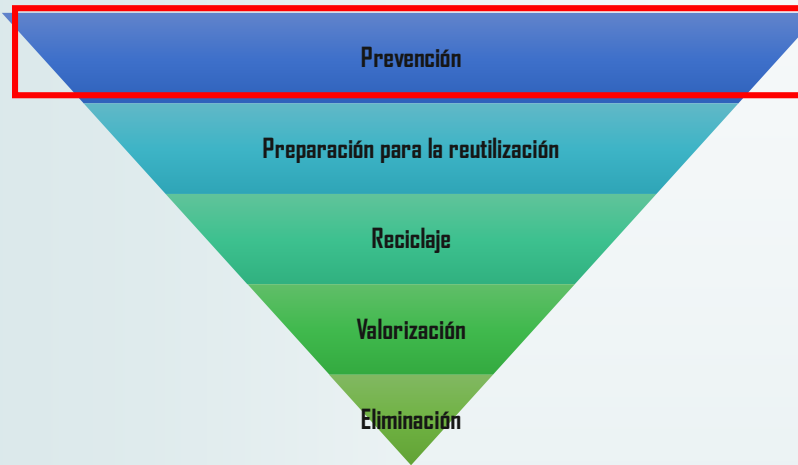 Prevención
Preparación para la reutilización
Reciclaje
Valorización
Eliminación